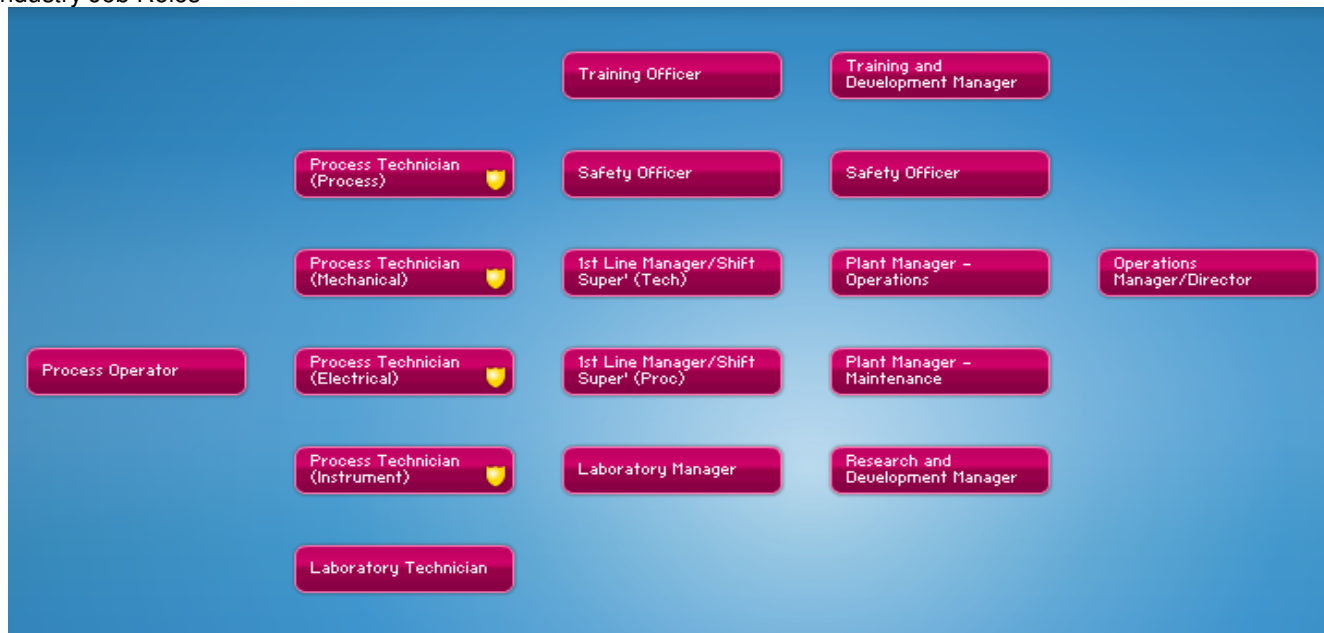 Industry Job Roles
Training Officer
Training and
Development Manager
Process Technician
(Process)
Safety Officer
Safety Officer
Process Technician
(Mechanical)
1st Line Manager/Shift
Super' (Tech)
Plant Manager –
Operations
Operations
Manager/Director
Process Operator
Process Technician
(Electrical)
1st Line Manager/Shift
Super' (Proc)
Plant Manager –
Maintenance
Process Technician
(Instrument)
Laboratory Manager
Research and
Development Manager
Laboratory Technician